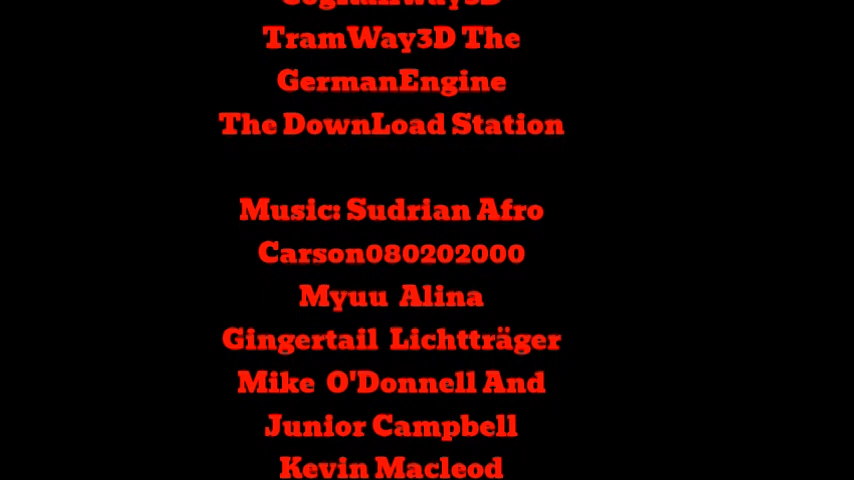 TramWay3D The
GermanEngine
The DownLoad Station
Music: Sudrian Afro
Carson080202000
Myuu Alina
Gingertail Lichtträger
Mike O'Donnell And
Junior Campbell
Kevin Macleod